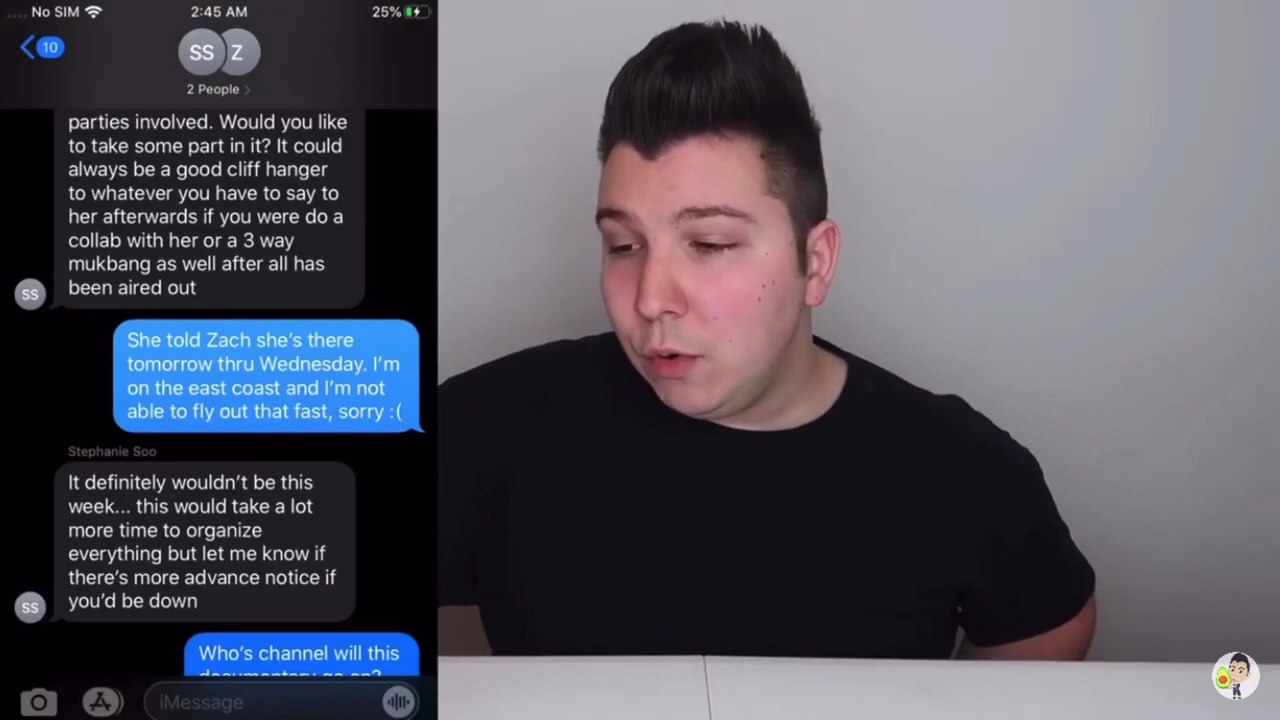 No SIM
2:45 AM
25%
10
SS
Z
2 People
parties involved. Would you like
to take some part in it? It could
always be a good cliff hanger
to whatever you have to say to
her afterwards if you were do a
collab with her or a 3 way
mukbang as well after all has
been aired out
SS
She told Zach she’s there
tomorrow thru Wednesday. I’m
on the east coast and I’m not
able to fly out that fast, sorry :(
Stephanie Soo
It definitely wouldn’t be this
week... this would take a lot
more time to organize
everything but let me know if
there’s more advance notice if
you’d be down
SS
Who’s channel will this
documentary go on?
iMessage